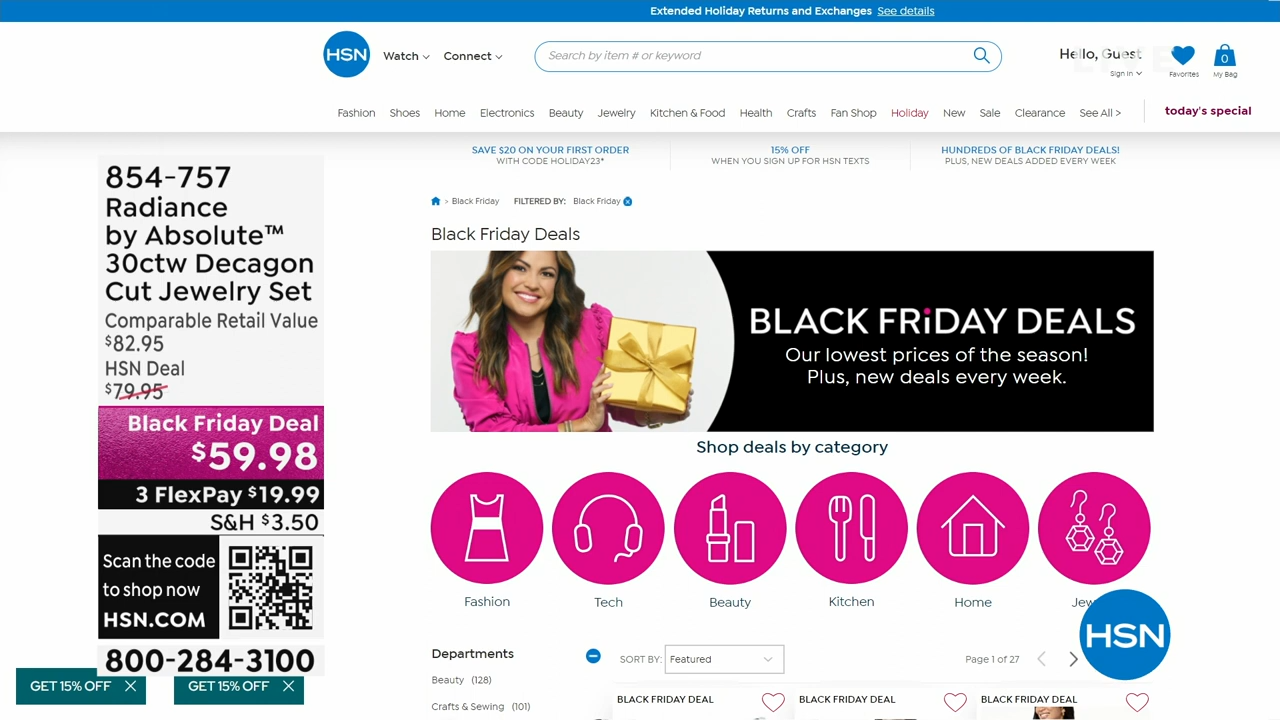 Extended Holiday Returns and Exchanges See details
HSN
Watch
Connect
Search by item # or keyword
Hello, Guest
Sign in
Favorites
0
My Bag
Fashion Shoes Home Electronics Beauty Jewelry Kitchen & Food Health Crafts Fan Shop Holiday New Sale Clearance See All >
today's special
SAVE $20 ON YOUR FIRST ORDER
WITH CODE HOLIDAY23*
15% OFF
WHEN YOU SIGN UP FOR HSN TEXTS
HUNDREDS OF BLACK FRIDAY DEALS!
PLUS, NEW DEALS ADDED EVERY WEEK
854-757
Radiance
by Absolute™
30ctw Decagon
Cut Jewelry Set
Comparable Retail Value
$82.95
HSN Deal
$79.95
Black Friday Deal
$59.98
3 FlexPay $19.99
S&H $3.50
Scan the code
to shop now
HSN.COM
800-284-3100
GET 15% OFF
GET 15% OFF
> Black Friday FILTERED BY: Black Friday
Black Friday Deals
BLACK FRiDAY DEALS
Our lowest prices of the season!
Plus, new deals every week.
Shop deals by category
Fashion Tech Beauty Kitchen Home
HSN
Departments
SORT BY: Featured
Page 1 of 27
Beauty (128)
Crafts & Sewing (101)
BLACK FRIDAY DEAL
BLACK FRIDAY DEAL
BLACK FRIDAY DEAL